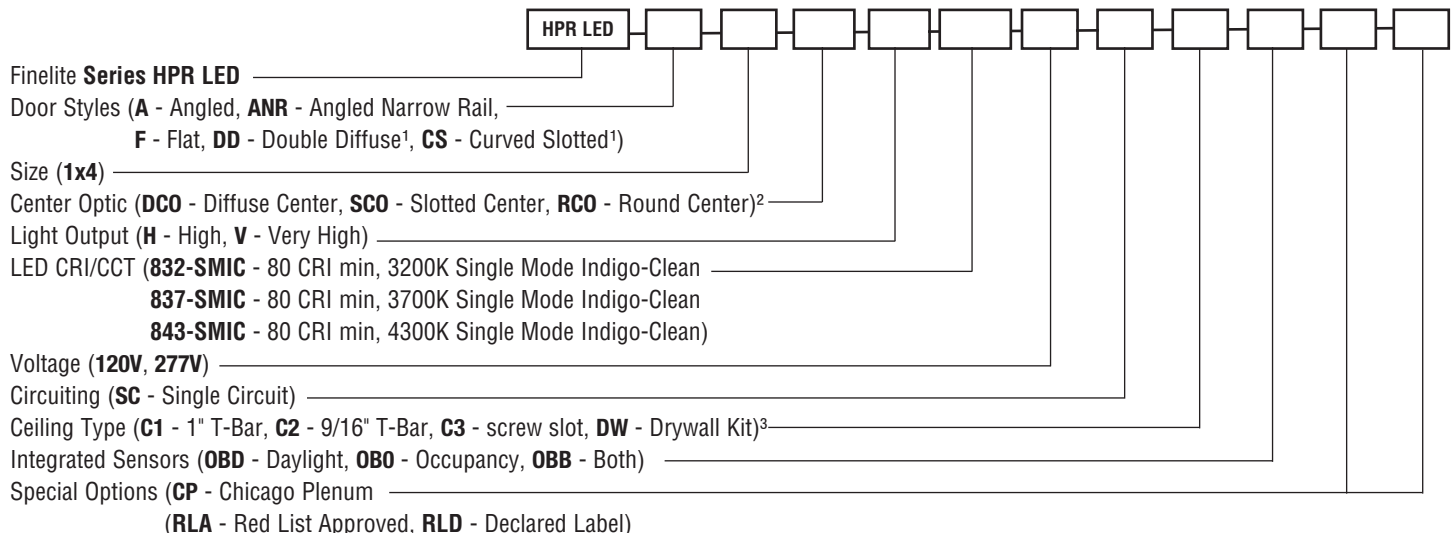 HPR LED
Finelite Series HPR LED
Door Styles (A - Angled, ANR - Angled Narrow Rail,
F - Flat, DD - Double Diffuse¹, CS - Curved Slotted¹)
Size (1x4)
Center Optic (DCO - Diffuse Center, SCO - Slotted Center, RCO - Round Center)²
Light Output (H - High, V - Very High)
LED CRI/CCT (832-SMIC - 80 CRI min, 3200K Single Mode Indigo-Clean
837-SMIC - 80 CRI min, 3700K Single Mode Indigo-Clean
843-SMIC - 80 CRI min, 4300K Single Mode Indigo-Clean)
Voltage (120V, 277V)
Circuiting (SC - Single Circuit)
Ceiling Type (C1 - 1" T-Bar, C2 - 9/16" T-Bar, C3 - screw slot, DW - Drywall Kit)³
Integrated Sensors (OBD - Daylight, OBO - Occupancy, OBB - Both)
Special Options (CP - Chicago Plenum
(RLA - Red List Approved, RLD - Declared Label)